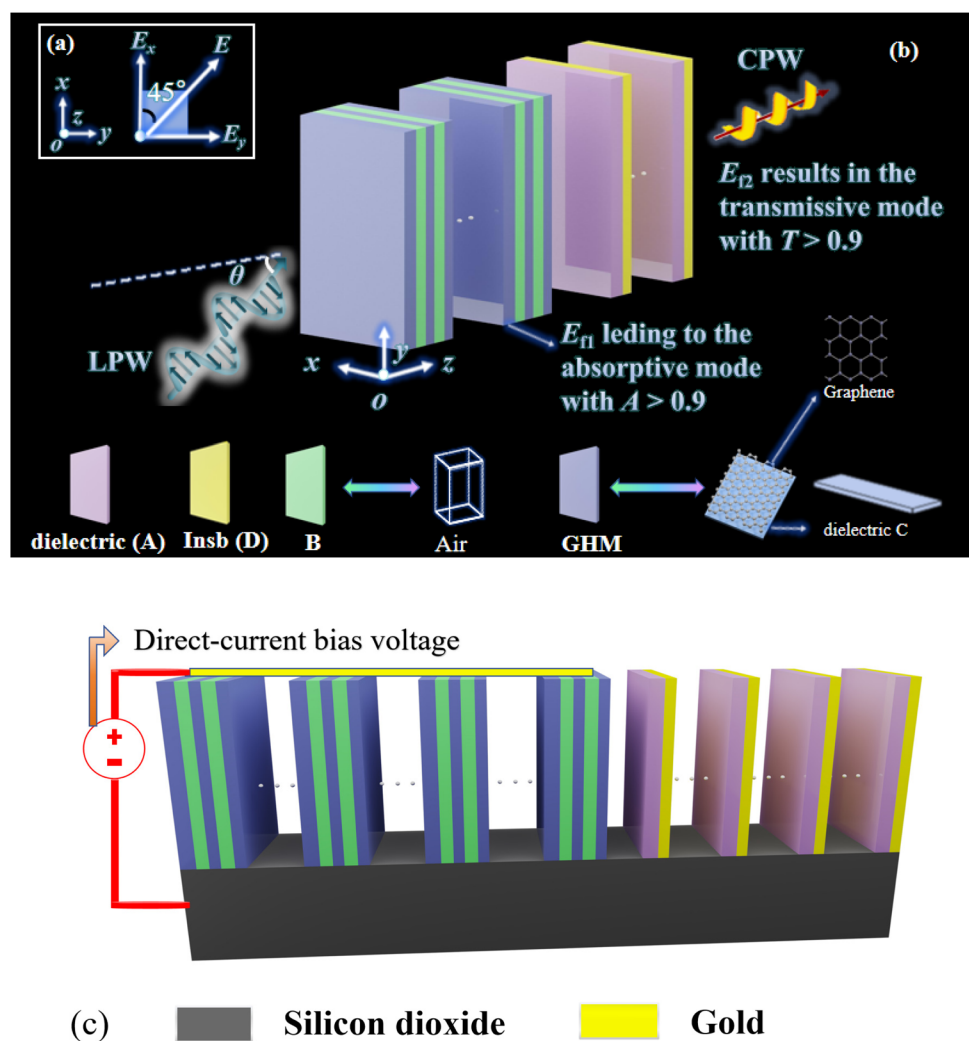 (a)
Eₓ
E
45°
x
z
o
y
E_y
(b)
CPW
E_f2 results in the
transmissive mode
with T > 0.9
θ
LPW
x
y
z
o
E_f1 leding to the
absorptive mode
with A > 0.9
Graphene
dielectric (A)
Insb (D)
B
Air
GHM
dielectric C
Direct-current bias voltage
+
-
(c)
Silicon dioxide
Gold